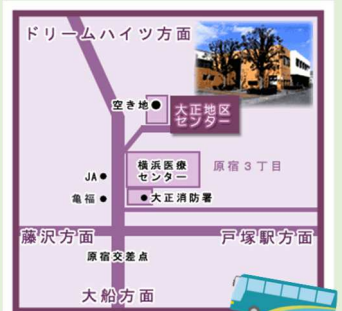 ドリームハイツ方面
空き地
大正地区
センター
横浜医療
センター
原宿3丁目
JA
亀福
大正消防署
藤沢方面
戸塚駅方面
原宿交差点
大船方面